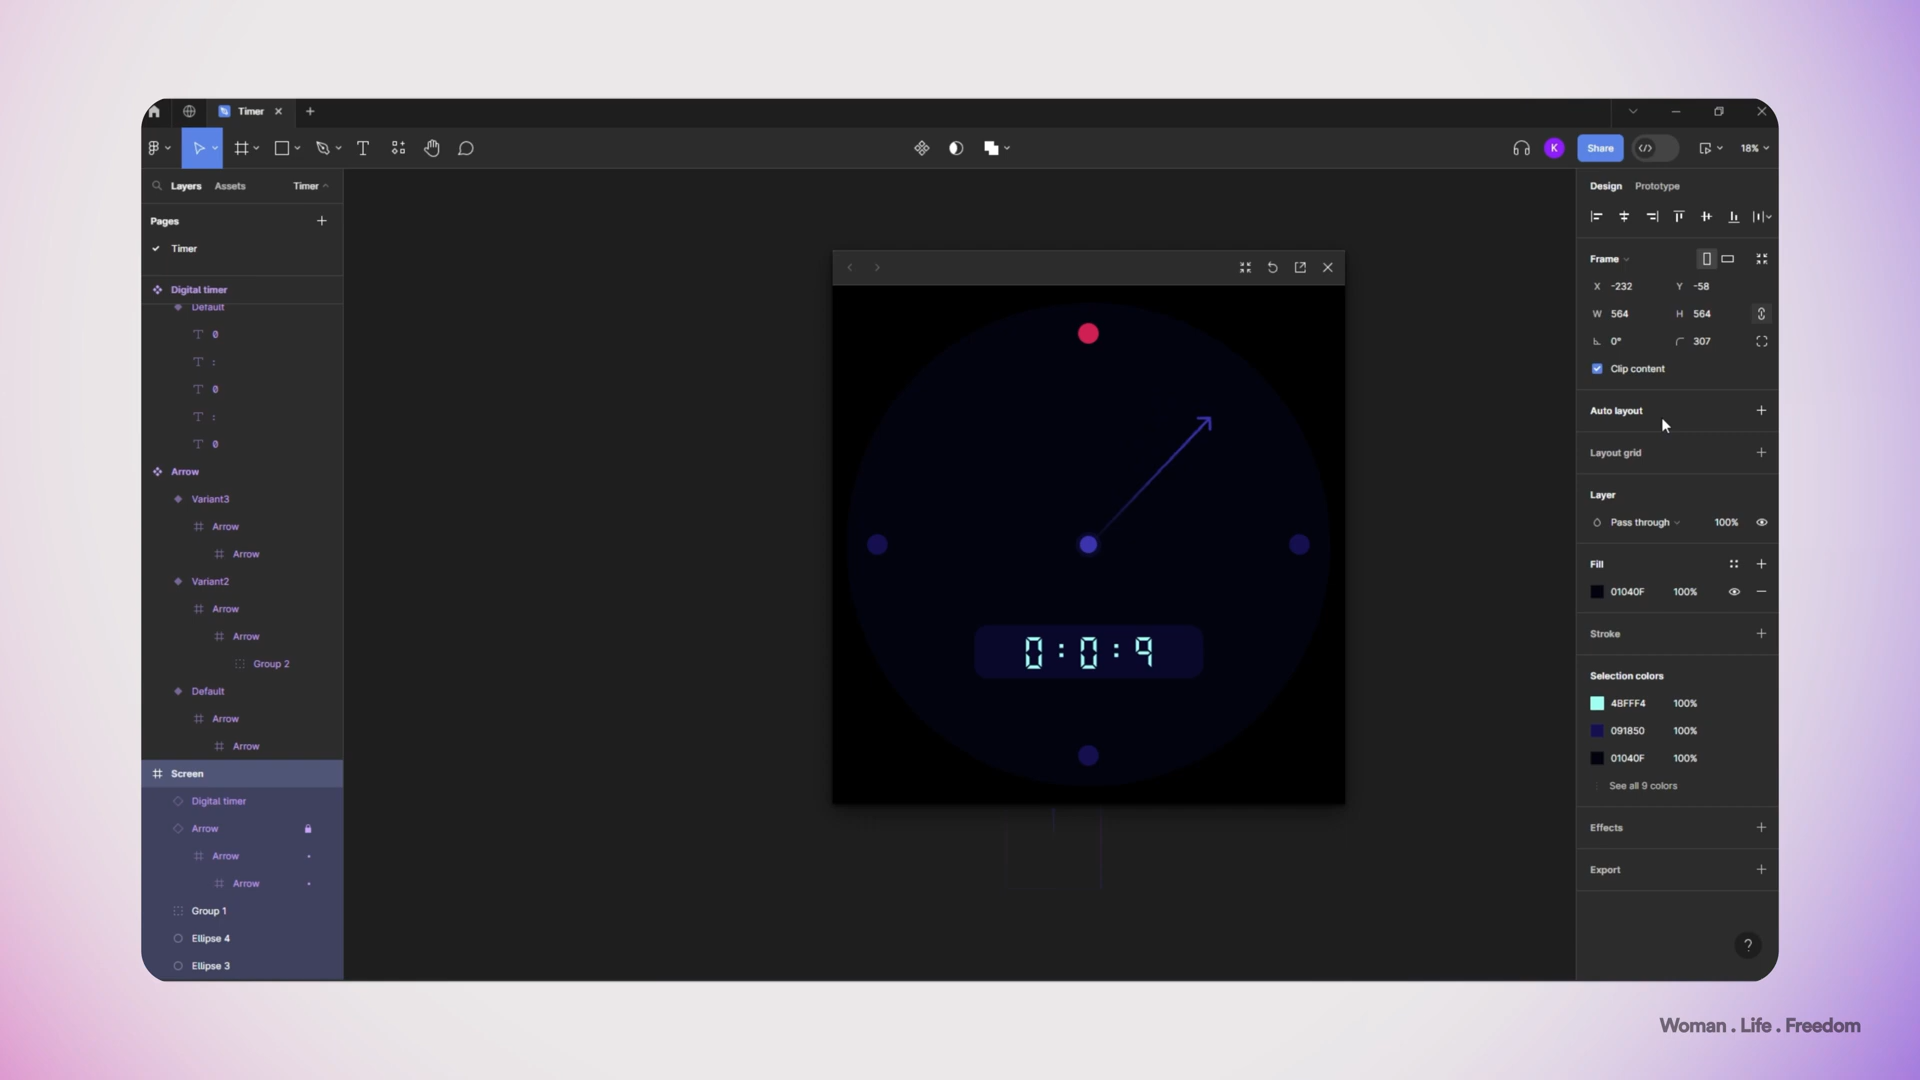 Timer
Share
18%
Layers
Assets
Timer
Pages
Timer
Digital timer
Default
0
:
0
:
0
Arrow
Variant3
Arrow
Arrow
Variant2
Arrow
Arrow
Group 2
Default
Arrow
Arrow
Screen
Digital timer
Arrow
Arrow
Arrow
Group 1
Ellipse 4
Ellipse 3
0:0:9
K
Design
Prototype
Frame
X -232 Y -58
W 564 H 564
0° 307
Clip content
Auto layout
Layout grid
Layer
Pass through 100%
Fill
01040F 100%
Stroke
Selection colors
4BFFF4 100%
091850 100%
01040F 100%
See all 9 colors
Effects
Export
?
Woman . Life . Freedom